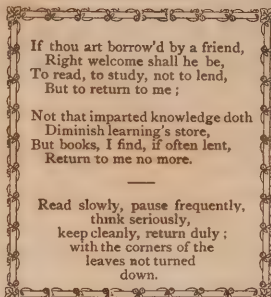 If thou art borrow'd by a friend,
Right welcome shall he be,
To read, to study, not to lend,
But to return to me ;
Not that imparted knowledge doth
Diminish learning's store,
But books, I find, if often lent,
Return to me no more.
Read slowly, pause frequently,
think seriously,
keep cleanly, return duly ;
with the corners of the
leaves not turned
down.